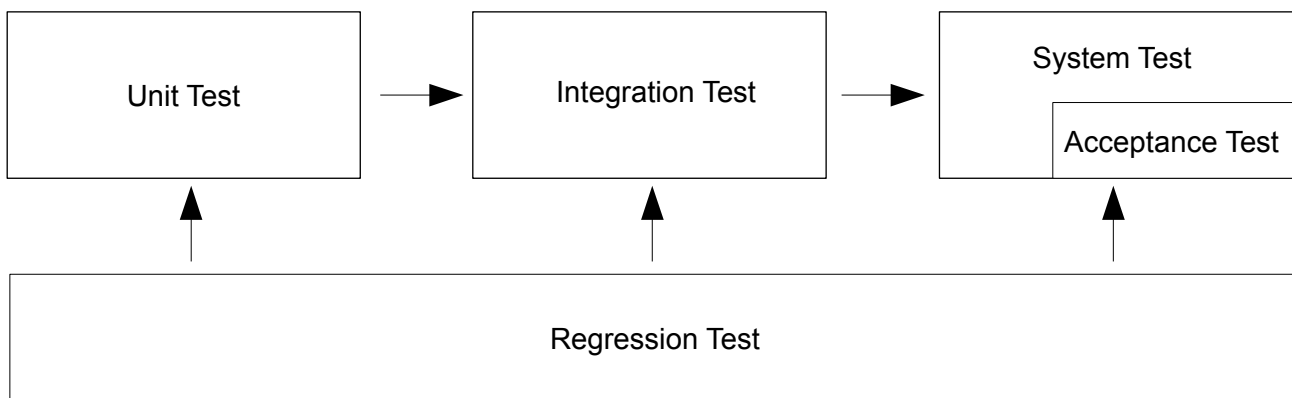 Unit Test
Integration Test
System Test
Acceptance Test
Regression Test